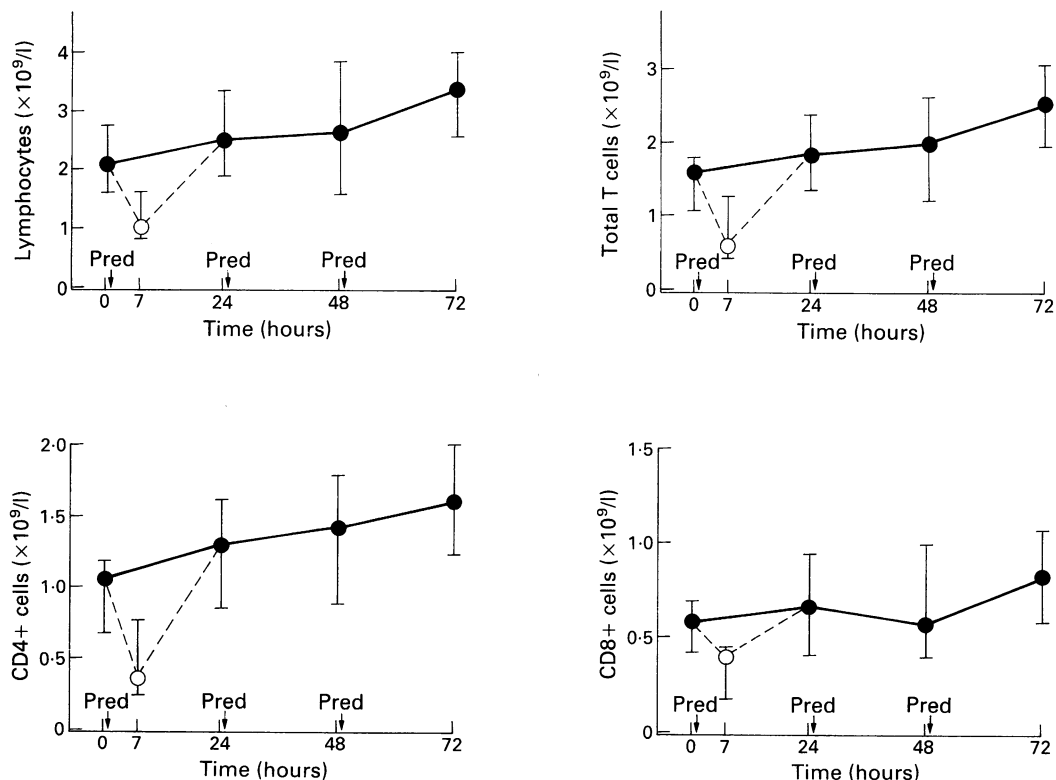 Lymphocytes (×10⁹/l)
4
3
2
1
0
Pred Pred Pred
0 7 24 48 72
Time (hours)
Total T cells (×10⁹/l)
3
2
1
0
Pred Pred Pred
0 7 24 48 72
Time (hours)
CD4+ cells (×10⁹/l)
2·0
1·5
1·0
0·5
0
Pred Pred Pred
0 7 24 48 72
Time (hours)
CD8+ cells (×10⁹/l)
1·5
1·0
0·5
0
Pred Pred Pred
0 7 24 48 72
Time (hours)